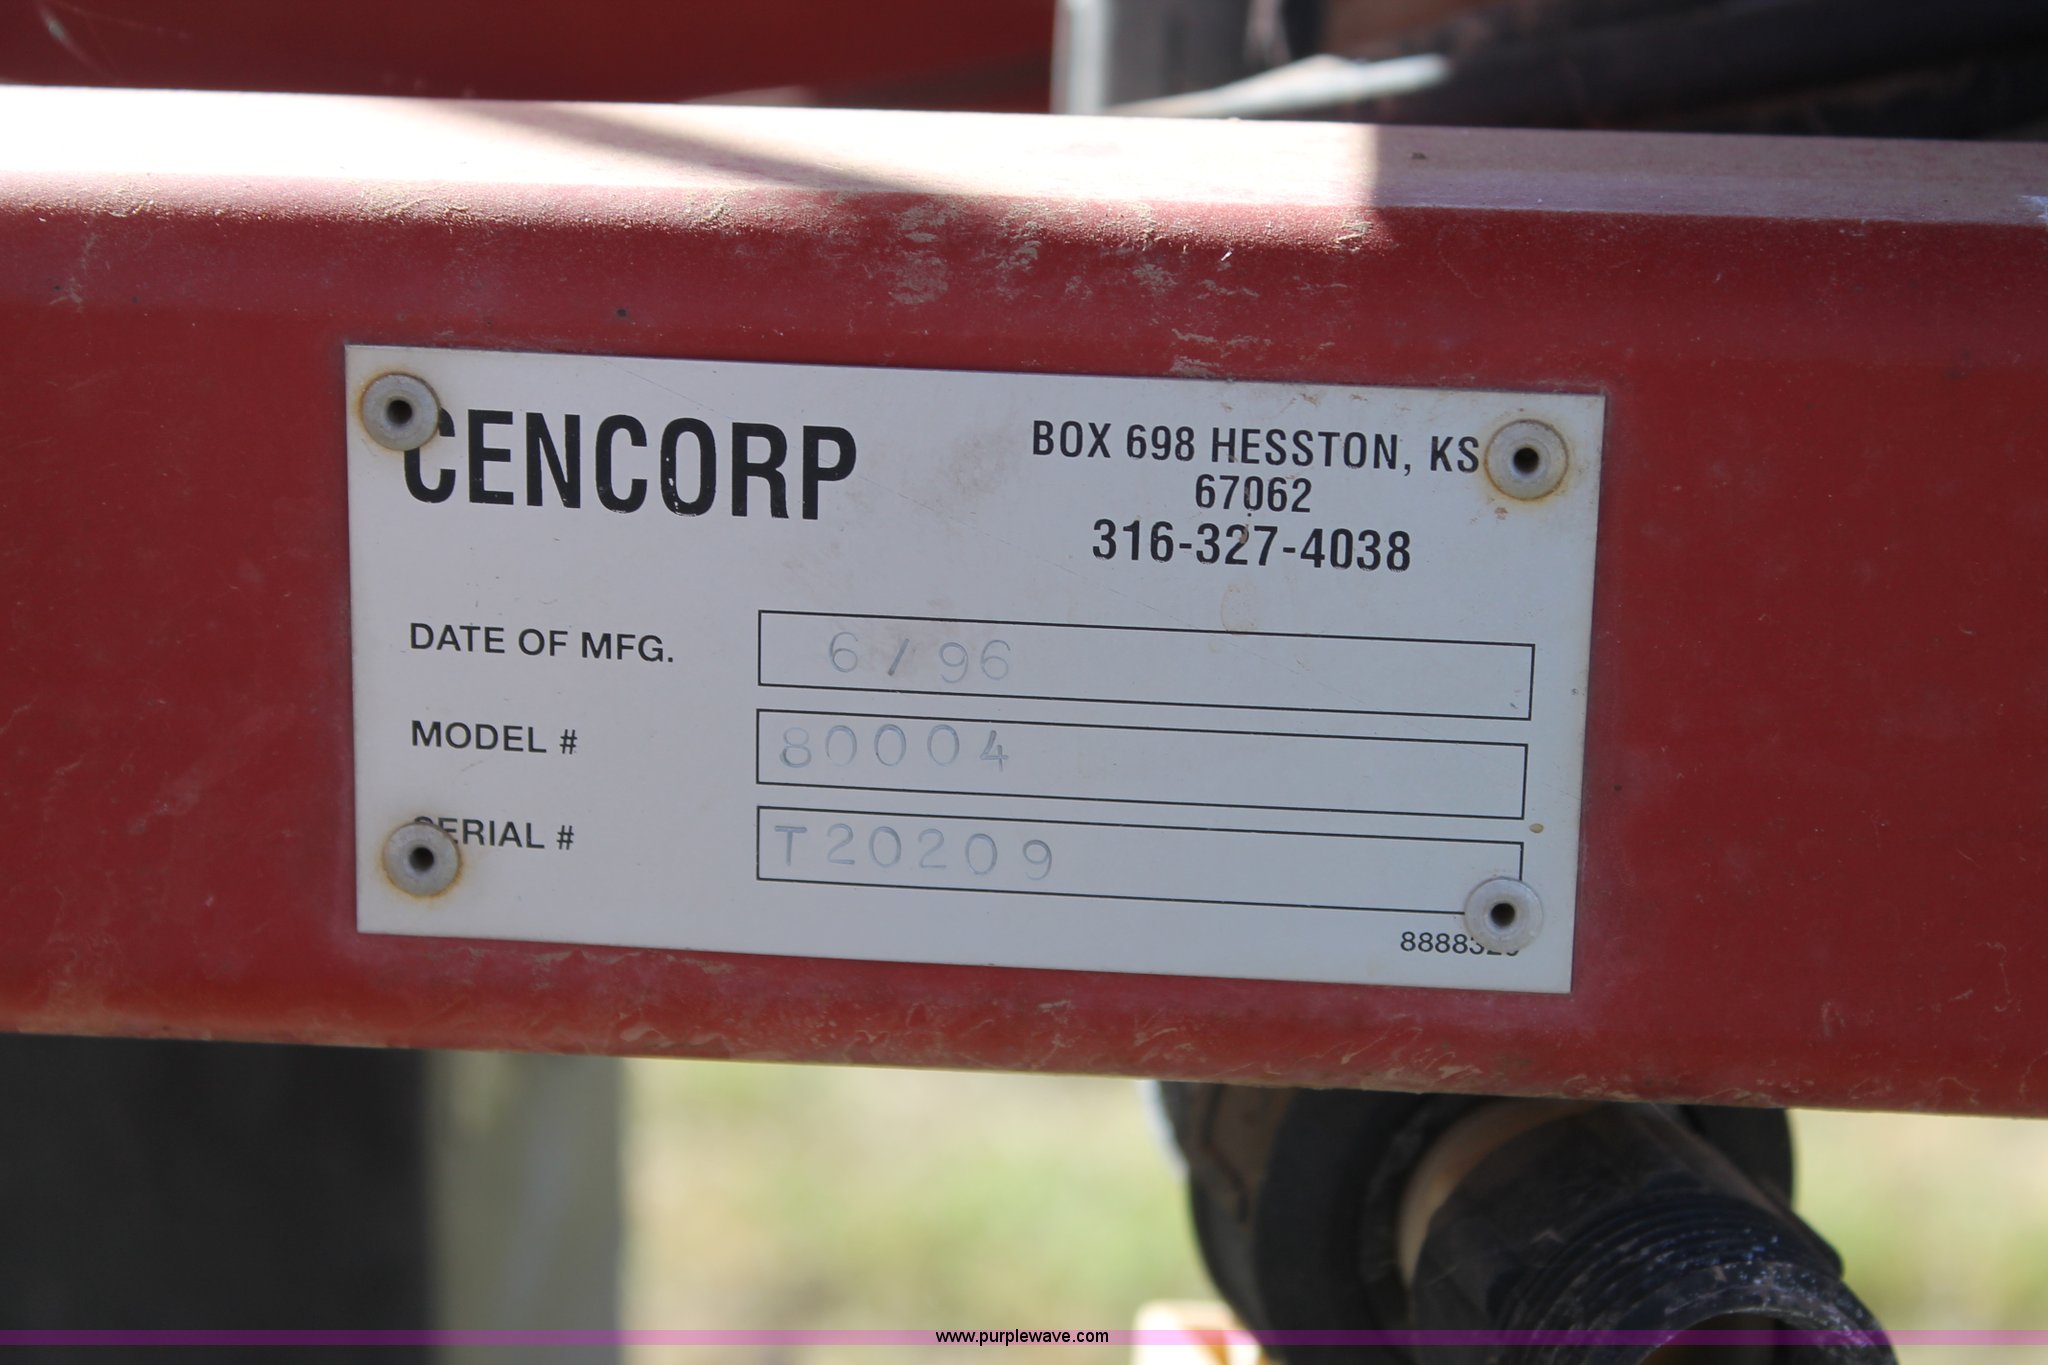 CENCORP
BOX 698 HESSTON, KS
67062
316-327-4038
DATE OF MFG. 6/96
MODEL # 80004
SERIAL # T20209
www.purplewave.com